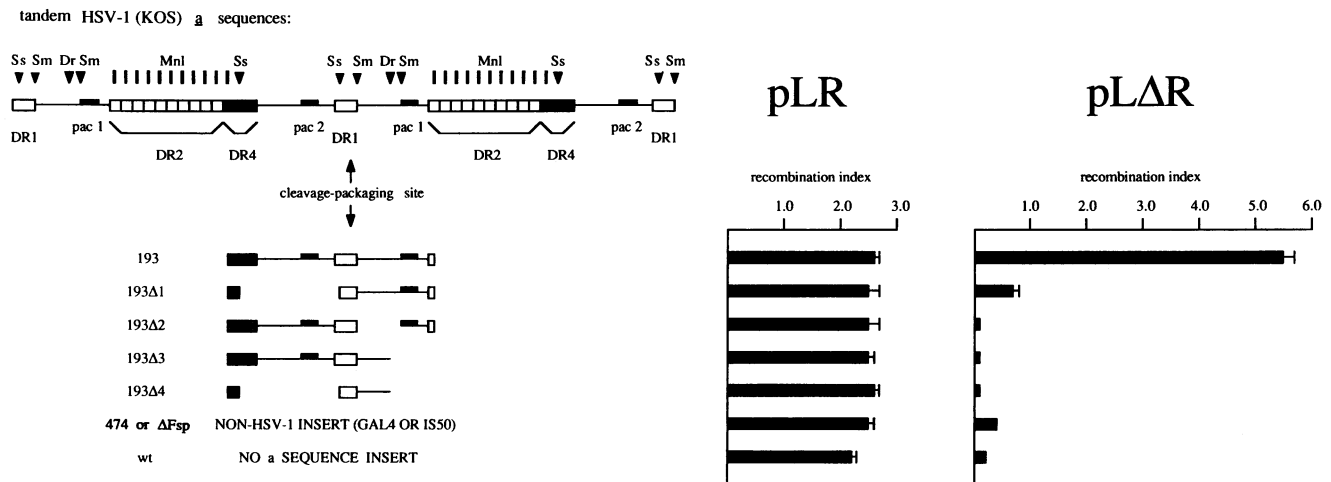 tandem HSV-1 (KOS) a sequences:
Ss Sm Dr Sm MnI Ss Ss Sm Dr Sm MnI Ss Ss Sm
DR1 pac 1 DR2 DR4 pac 2 DR1 pac 1 DR2 DR4 pac 2 DR1
cleavage-packaging site
pLR
pLΔR
recombination index
1.0 2.0 3.0
recombination index
1.0 2.0 3.0 4.0 5.0 6.0
193
193Δ1
193Δ2
193Δ3
193Δ4
474 or ΔFsp NON-HSV-1 INSERT (GAL4 OR IS50)
wt NO a SEQUENCE INSERT